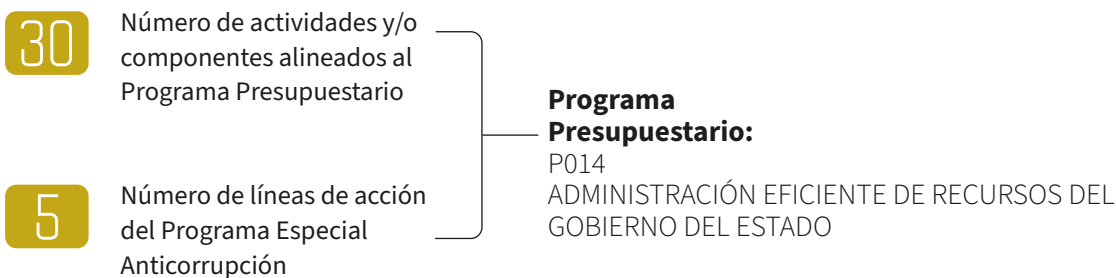 30
Número de actividades y/o
componentes alineados al
Programa Presupuestario
5
Número de líneas de acción
del Programa Especial
Anticorrupción
Programa
Presupuestario:
P014
ADMINISTRACIÓN EFICIENTE DE RECURSOS DEL
GOBIERNO DEL ESTADO